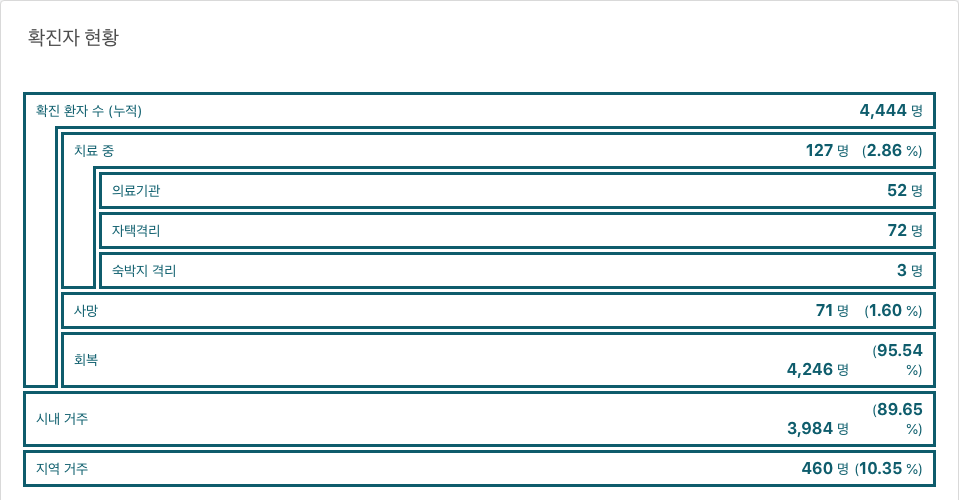 확진자 현황
확진 환자 수 (누적) 4,444 명
치료 중 127 명 (2.86 %)
의료기관 52 명
자택격리 72 명
숙박지 격리 3 명
사망 71 명 (1.60 %)
회복 4,246 명 (95.54 %)
시내 거주 3,984 명 (89.65 %)
지역 거주 460 명 (10.35 %)